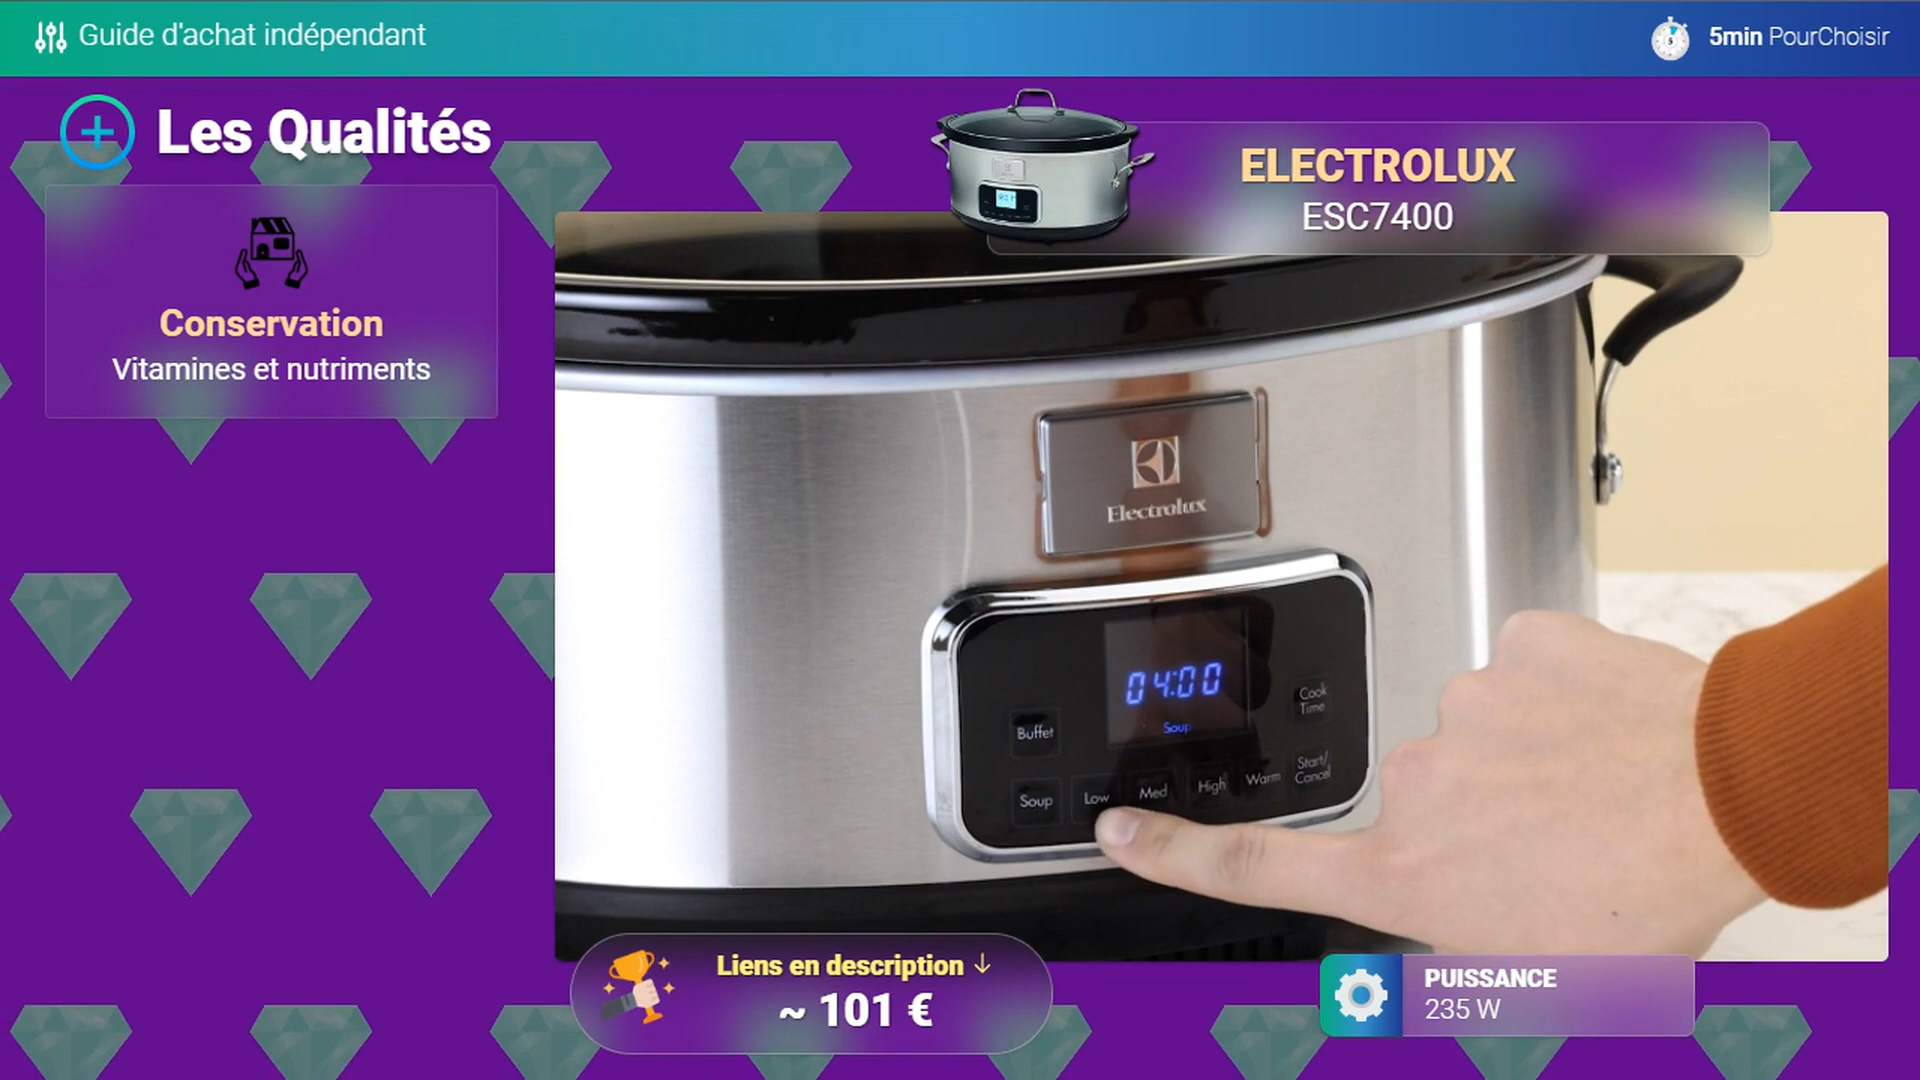 Guide d'achat indépendant
5min PourChoisir
Les Qualités
ELECTROLUX
ESC7400
Conservation
Vitamines et nutriments
Electrolux
04:00
Soup
Cook
Time
Buffet
Start/
Cancel
Soup
Low
Med
High
Warm
Liens en description ↓
~ 101 €
PUISSANCE
235 W